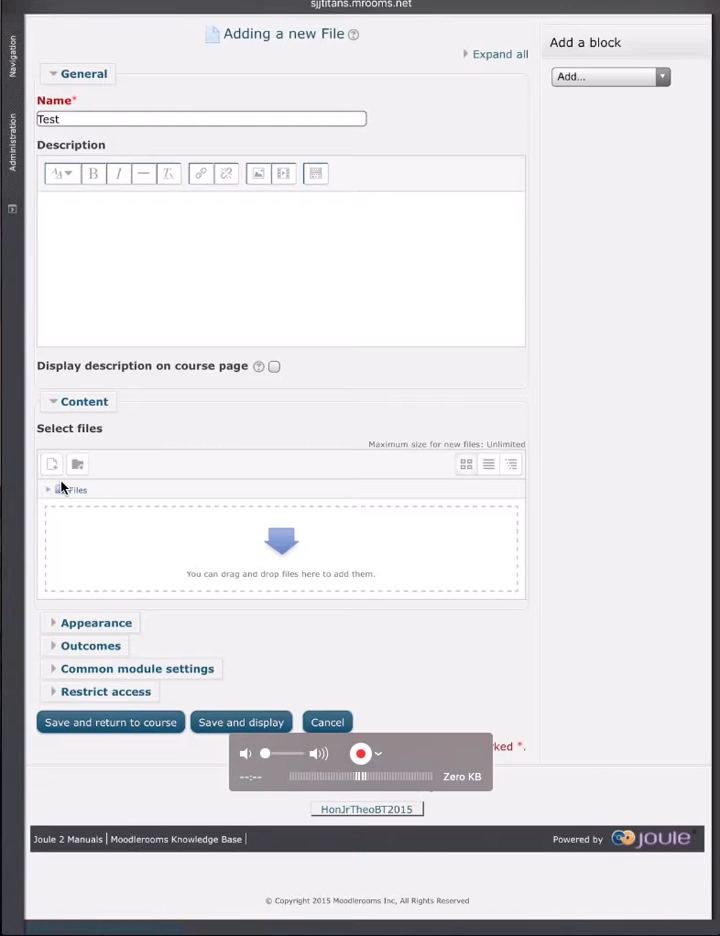 sjjtitans.mrooms.net
Navigation
Administration
Adding a new File
Expand all
General
Name*
Test
Description
Display description on course page
Content
Select files
Maximum size for new files: Unlimited
Files
You can drag and drop files here to add them.
Appearance
Outcomes
Common module settings
Restrict access
Save and return to course
Save and display
Cancel
rked *.
--:--
Zero KB
HonJrTheoBT2015
Joule 2 Manuals | Moodlerooms Knowledge Base |
Powered by joule
© Copyright 2015 Moodlerooms Inc, All Rights Reserved
Add a block
Add...